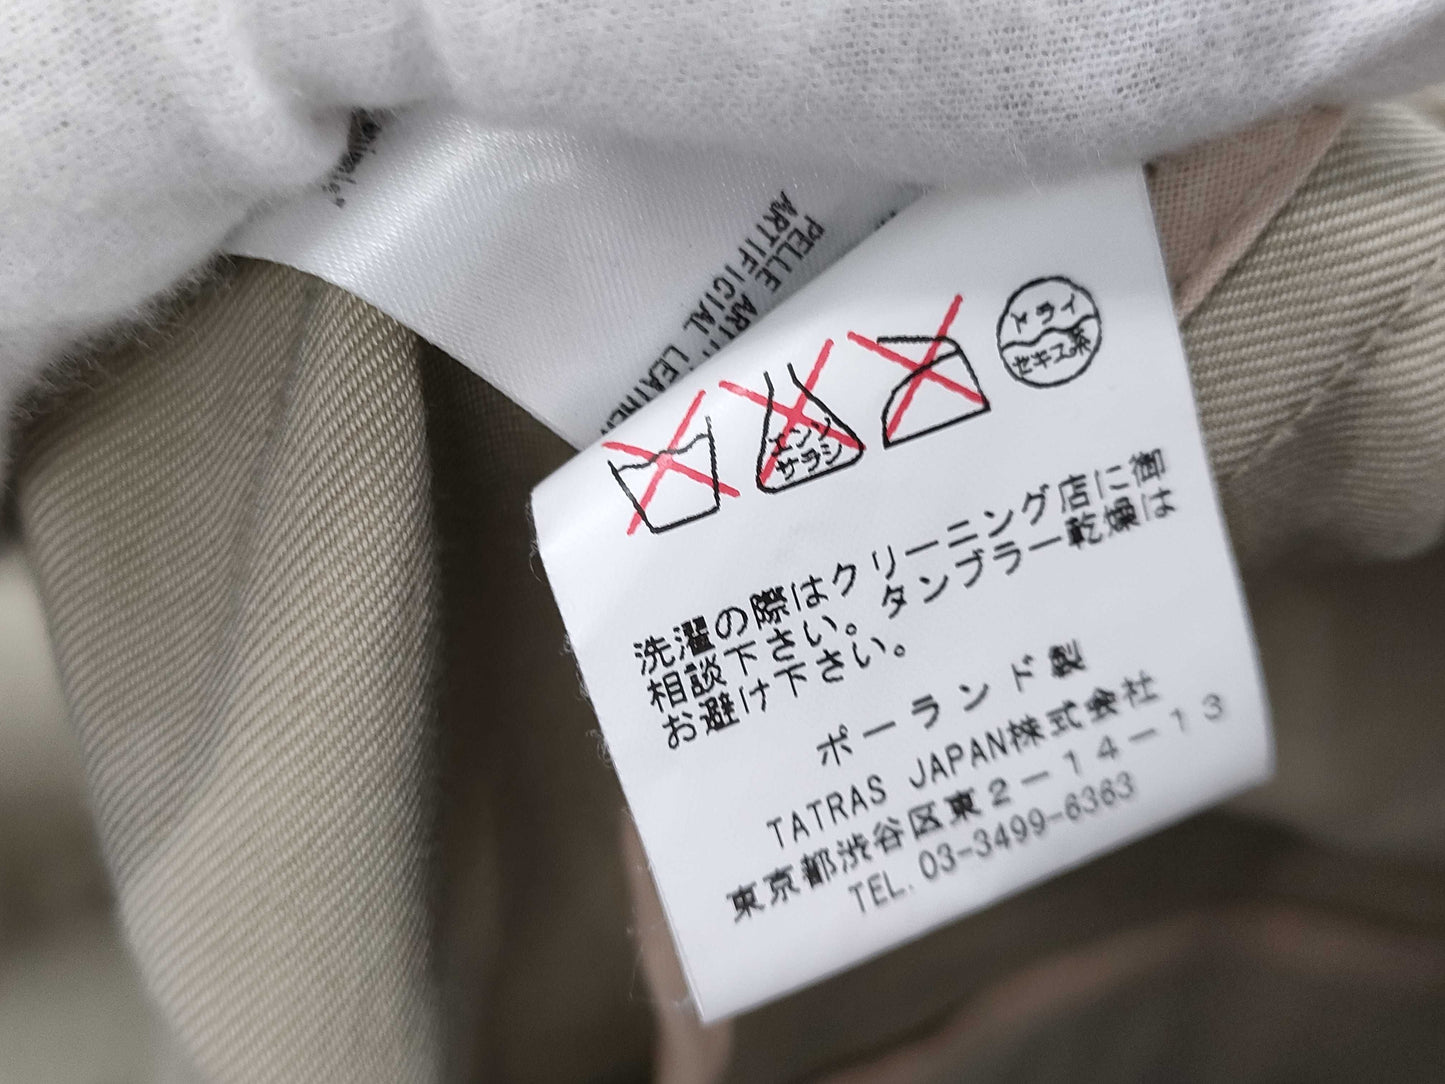 PELLE
ARTIFICIAL LEATHER
ドライ
セキユ系
エンソ
サラシ
洗濯の際はクリーニング店に御
相談下さい。タンブラー乾燥は
お避け下さい。
ポーランド製
TATRAS JAPAN株式会社
東京都渋谷区東2-14-13
TEL. 03-3499-6363